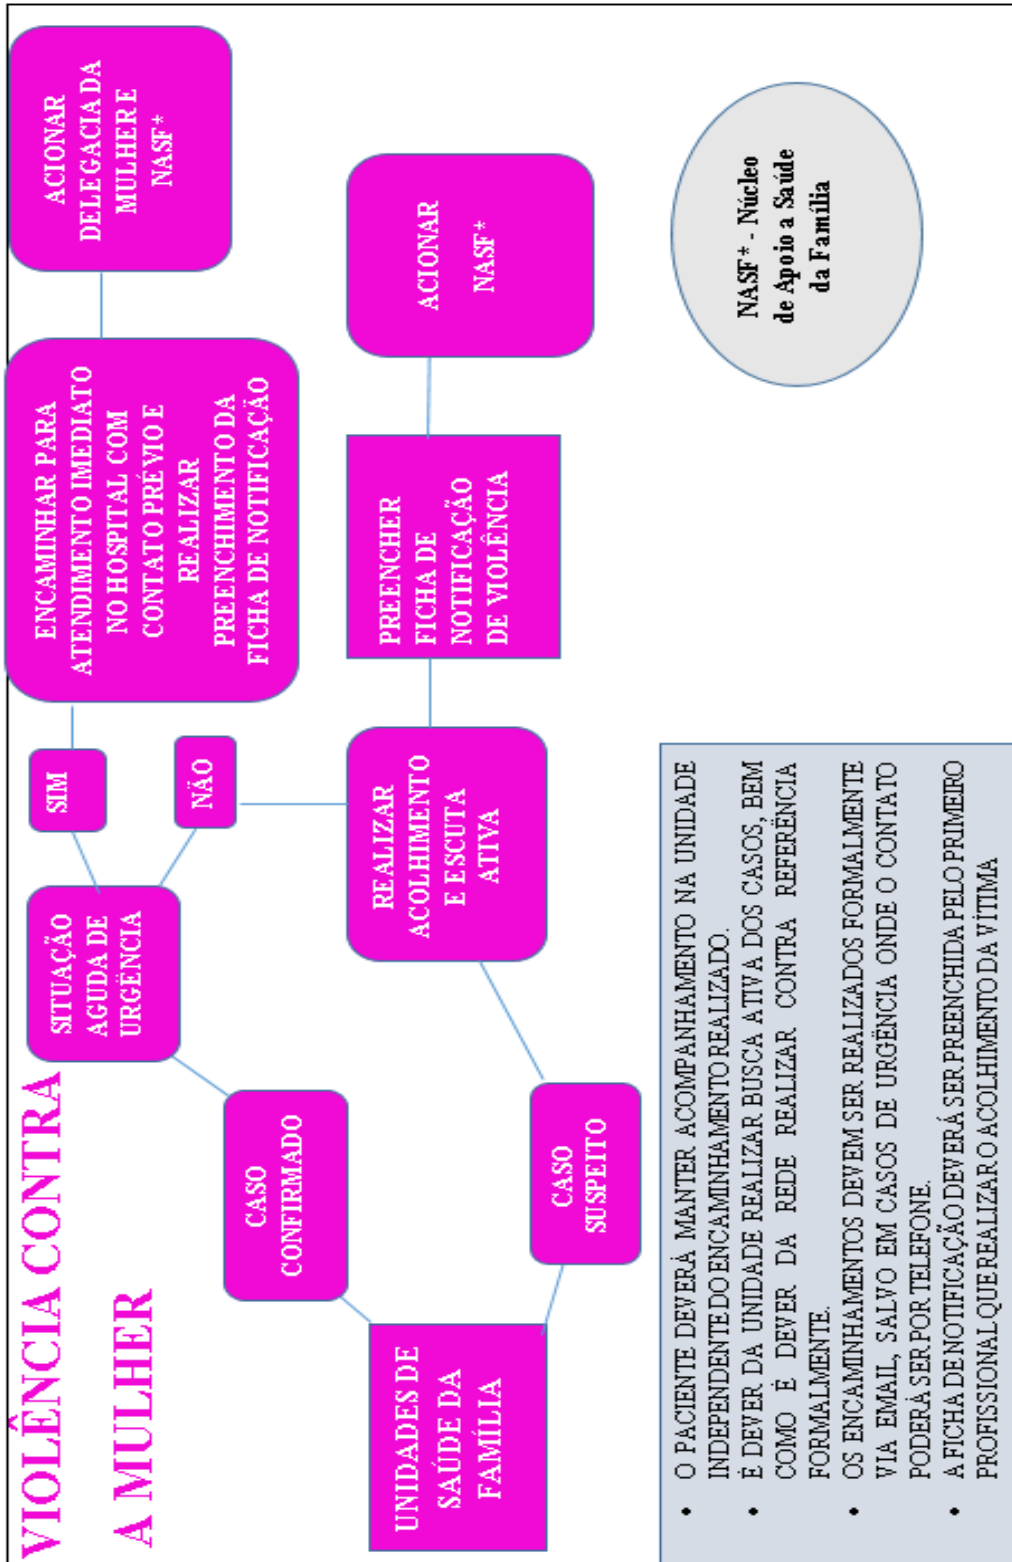 VIOLÊNCIA CONTRA
A MULHER
UNIDADES DE
SAÚDE DA
FAMÍLIA
CASO
CONFIRMADO
CASO
SUSPEITO
SITUAÇÃO
AGUDA DE
URGÊNCIA
SIM
NÃO
ENCAMINHAR PARA
ATENDIMENTO IMEDIATO
NO HOSPITAL COM
CONTATO PRÉVIO E
REALIZAR
PREENCHIMENTO DA
FICHA DE NOTIFICAÇÃO
ACIONAR
DELEGACIA DA
MULHER E
NASF*
REALIZAR
ACOLHIMENTO
E ESCUTA
ATIVA
PREENCHER
FICHA DE
NOTIFICAÇÃO
DE VIOLÊNCIA
ACIONAR
NASF*
• O PACIENTE DEVERÁ MANTER ACOMPANHAMENTO NA UNIDADE
INDEPENDENTE DO ENCAMINHAMENTO REALIZADO.
• É DEVER DA UNIDADE REALIZAR BUSCA ATIVA DOS CASOS, BEM
COMO É DEVER DA REDE REALIZAR CONTRA REFERÊNCIA
FORMALMENTE.
• OS ENCAMINHAMENTOS DEVEM SER REALIZADOS FORMALMENTE
VIA EMAIL, SALVO EM CASOS DE URGÊNCIA ONDE O CONTATO
PODERÁ SER POR TELEFONE.
• A FICHA DE NOTIFICAÇÃO DEVERÁ SER PREENCHIDA PELO PRIMEIRO
PROFISSIONAL QUE REALIZAR O ACOLHIMENTO DA VÍTIMA
NASF* - Núcleo
de Apoio a Saúde
da Família